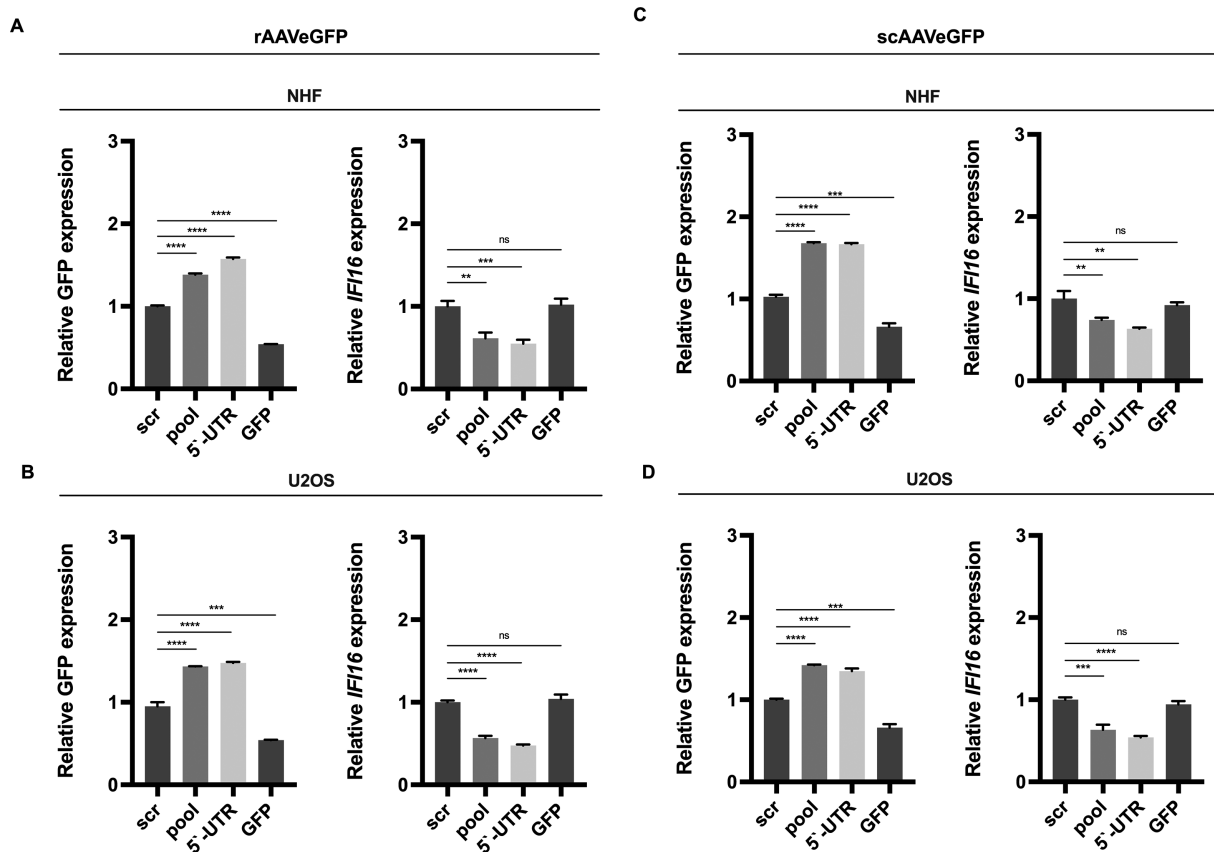 A
rAAVeGFP
NHF
Relative GFP expression
3
2
1
0
****
****
****
scr
pool
5`-UTR
GFP
Relative IFI16 expression
3
2
1
0
ns
***
**
scr
pool
5`-UTR
GFP
B
U2OS
Relative GFP expression
3
2
1
0
***
****
****
scr
pool
5`-UTR
GFP
Relative IFI16 expression
3
2
1
0
ns
****
****
scr
pool
5`-UTR
GFP
C
scAAVeGFP
NHF
Relative GFP expression
3
2
1
0
***
****
****
scr
pool
5`-UTR
GFP
Relative IFI16 expression
3
2
1
0
ns
**
**
scr
pool
5`-UTR
GFP
D
U2OS
Relative GFP expression
3
2
1
0
***
****
****
scr
pool
5`-UTR
GFP
Relative IFI16 expression
3
2
1
0
ns
****
***
scr
pool
5`-UTR
GFP